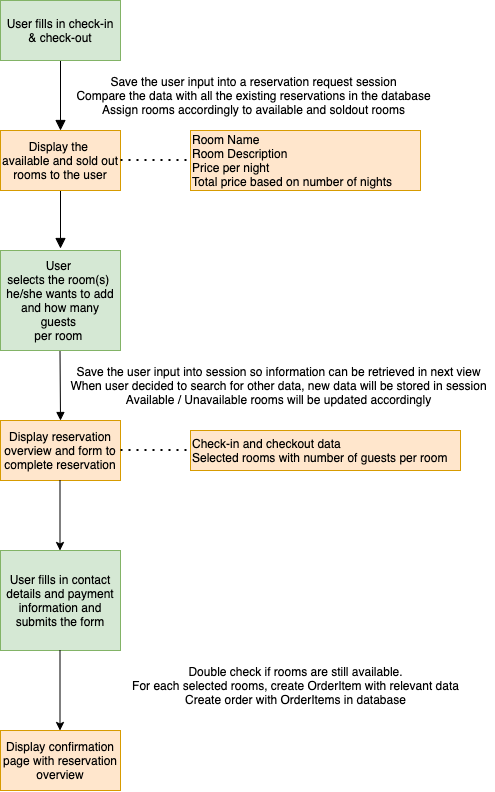 User fills in check-in
& check-out
Save the user input into a reservation request session
Compare the data with all the existing reservations in the database
Assign rooms accordingly to available and soldout rooms
Display the
available and sold out
rooms to the user
Room Name
Room Description
Price per night
Total price based on number of nights
User
selects the room(s)
he/she wants to add
and how many
guests
per room
Save the user input into session so information can be retrieved in next view
When user decided to search for other data, new data will be stored in session
Available / Unavailable rooms will be updated accordingly
Display reservation
overview and form to
complete reservation
Check-in and checkout data
Selected rooms with number of guests per room
User fills in contact
details and payment
information and
submits the form
Double check if rooms are still available.
For each selected rooms, create OrderItem with relevant data
Create order with OrderItems in database
Display confirmation
page with reservation
overview